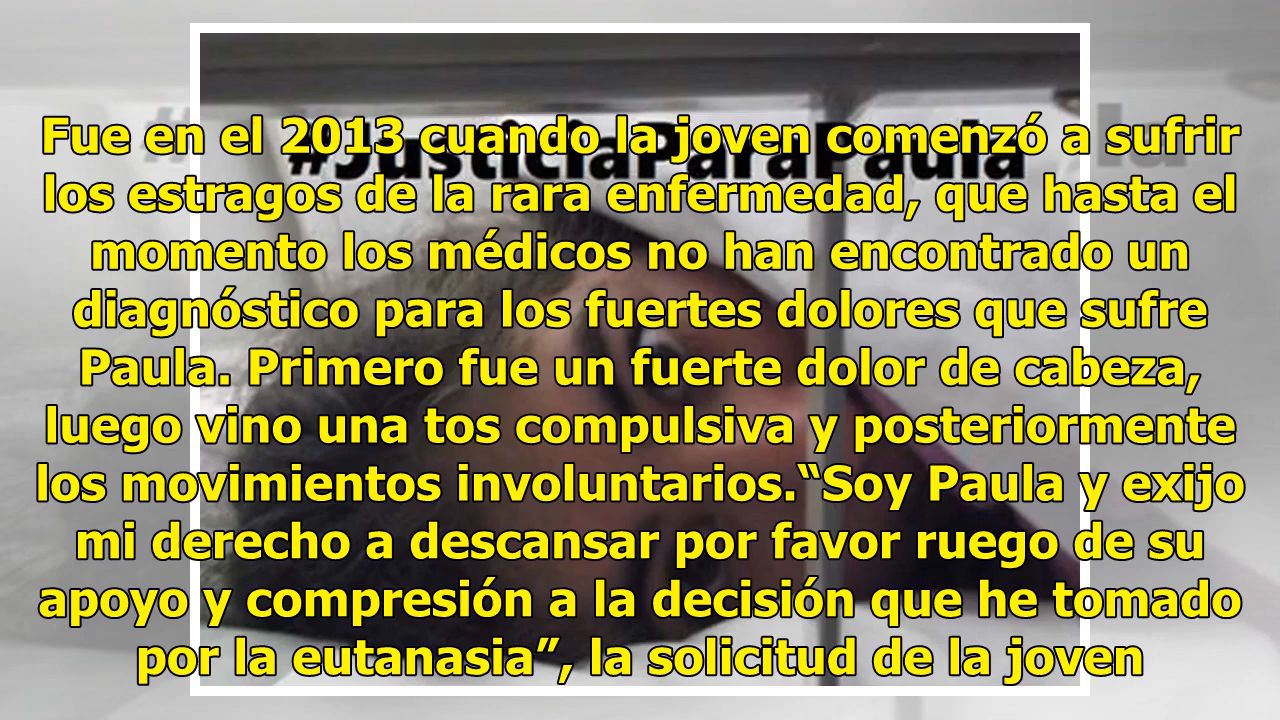 #JusticiaParaPaula
Fue en el 2013 cuando la joven comenzó a sufrir
los estragos de la rara enfermedad, que hasta el
momento los médicos no han encontrado un
diagnóstico para los fuertes dolores que sufre
Paula. Primero fue un fuerte dolor de cabeza,
luego vino una tos compulsiva y posteriormente
los movimientos involuntarios.“Soy Paula y exijo
mi derecho a descansar por favor ruego de su
apoyo y compresión a la decisión que he tomado
por la eutanasia”, la solicitud de la joven